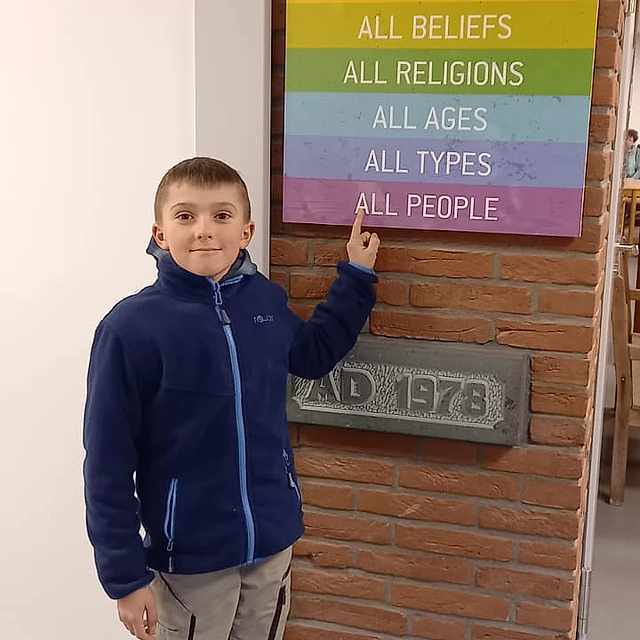 ALL BELIEFS
ALL RELIGIONS
ALL AGES
ALL TYPES
ALL PEOPLE
AD 1978